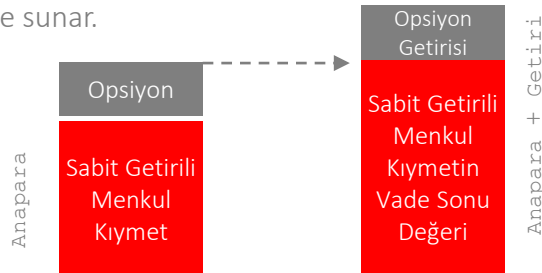 e sunar.
Anapara
Opsiyon
Sabit Getirili
Menkul
Kıymet
Opsiyon
Getirisi
Sabit Getirili
Menkul
Kıymetin
Vade Sonu
Değeri
Anapara + Getiri